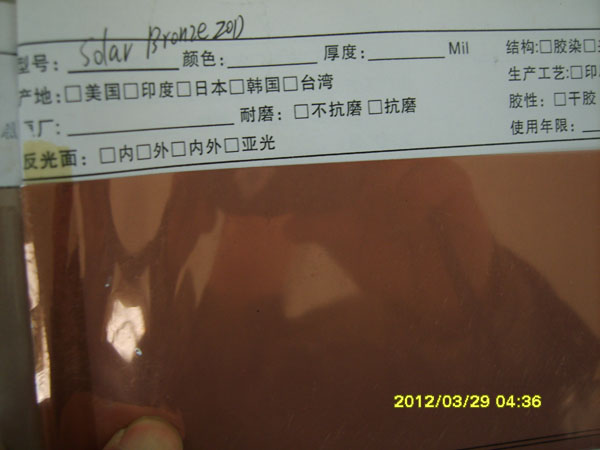 型号: Solar Bronze 20D 颜色: 厚度: Mil 结构:□胶染□
产地:□美国□印度□日本□韩国□台湾 生产工艺:□印
厂: 耐磨:□不抗磨□抗磨 胶性:□干胶
反光面:□内□外□内外□亚光 使用年限:
2012/03/29 04:36